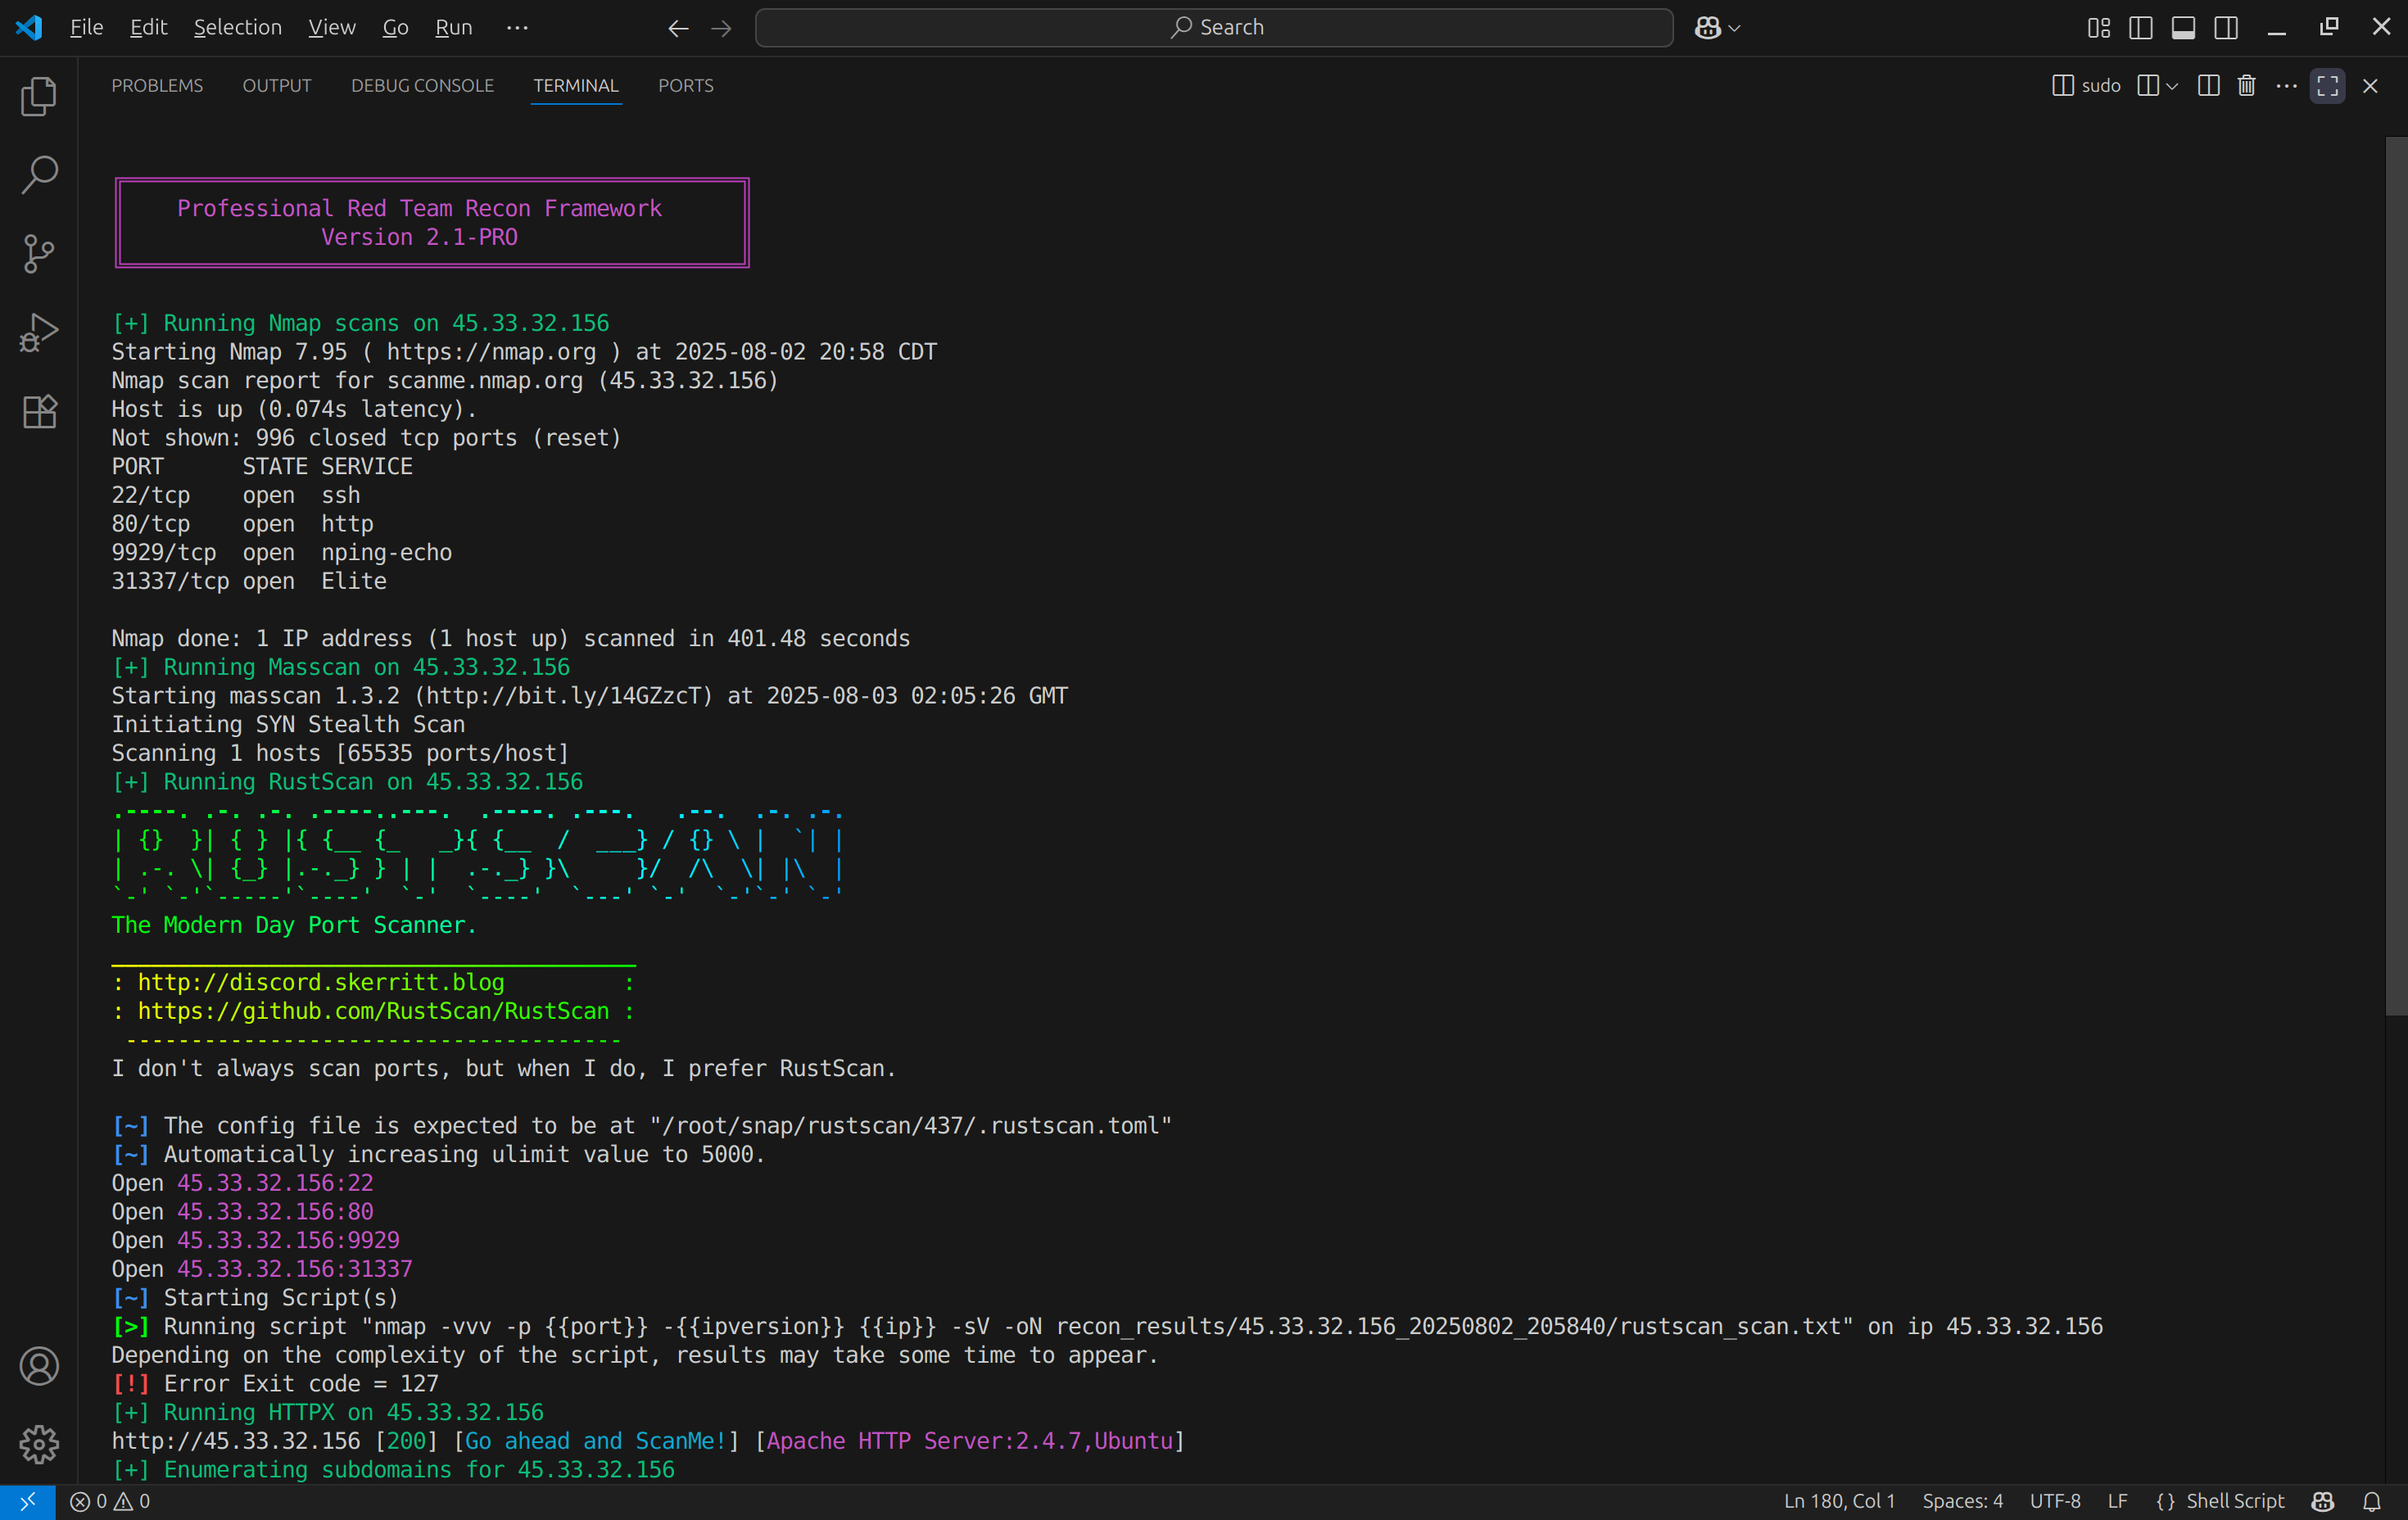 File Edit Selection View Go Run ··· Search
PROBLEMS OUTPUT DEBUG CONSOLE TERMINAL PORTS sudo
Professional Red Team Recon Framework
Version 2.1-PRO
[+] Running Nmap scans on 45.33.32.156
Starting Nmap 7.95 ( https://nmap.org ) at 2025-08-02 20:58 CDT
Nmap scan report for scanme.nmap.org (45.33.32.156)
Host is up (0.074s latency).
Not shown: 996 closed tcp ports (reset)
PORT      STATE SERVICE
22/tcp    open  ssh
80/tcp    open  http
9929/tcp  open  nping-echo
31337/tcp open  Elite
Nmap done: 1 IP address (1 host up) scanned in 401.48 seconds
[+] Running Masscan on 45.33.32.156
Starting masscan 1.3.2 (http://bit.ly/14GZzcT) at 2025-08-03 02:05:26 GMT
Initiating SYN Stealth Scan
Scanning 1 hosts [65535 ports/host]
[+] Running RustScan on 45.33.32.156
.----. .-. .-. .----..---.  .----. .---.   .--.  .-. .-.
| {}  }| { } |{ {__ {_   _}{ {__  /  ___} / {} \ |  `| |
| .-. \| {_} |.-._} } | |  .-._} }\     }/  /\  \| |\  |
`-' `-'`-----'`----'  `-'  `----'  `---' `-'  `-'`-' `-'
The Modern Day Port Scanner.
________________________________________
: http://discord.skerritt.blog         :
: https://github.com/RustScan/RustScan :
 --------------------------------------
I don't always scan ports, but when I do, I prefer RustScan.
[~] The config file is expected to be at "/root/snap/rustscan/437/.rustscan.toml"
[~] Automatically increasing ulimit value to 5000.
Open 45.33.32.156:22
Open 45.33.32.156:80
Open 45.33.32.156:9929
Open 45.33.32.156:31337
[~] Starting Script(s)
[>] Running script "nmap -vvv -p {{port}} -{{ipversion}} {{ip}} -sV -oN recon_results/45.33.32.156_20250802_205840/rustscan_scan.txt" on ip 45.33.32.156
Depending on the complexity of the script, results may take some time to appear.
[!] Error Exit code = 127
[+] Running HTTPX on 45.33.32.156
http://45.33.32.156 [200] [Go ahead and ScanMe!] [Apache HTTP Server:2.4.7,Ubuntu]
[+] Enumerating subdomains for 45.33.32.156
0 0 Ln 180, Col 1 Spaces: 4 UTF-8 LF {} Shell Script